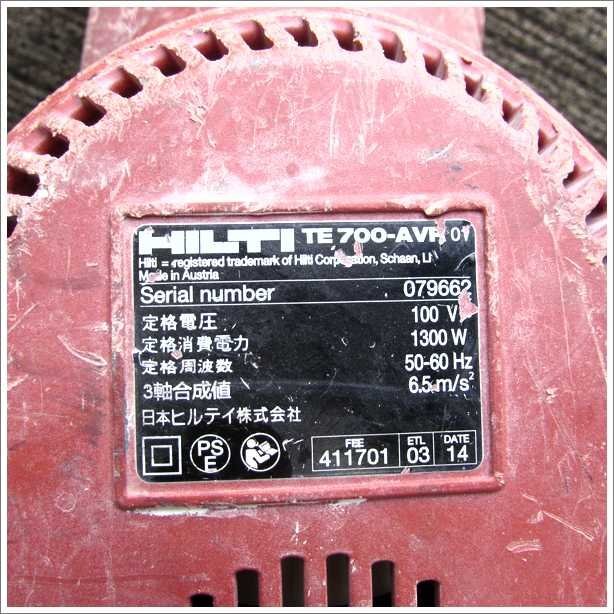 HILTI TE 700-AVR 01
Hilti = registered trademark of Hilti Corporation, Schaan, LI
Made in Austria
Serial number 079662
定格電圧 100 V
定格消費電力 1300 W
定格周波数 50-60 Hz
3軸合成値 6.5 m/s²
日本ヒルテイ株式会社
PS E FBE 411701 ETL 03 DATE 14